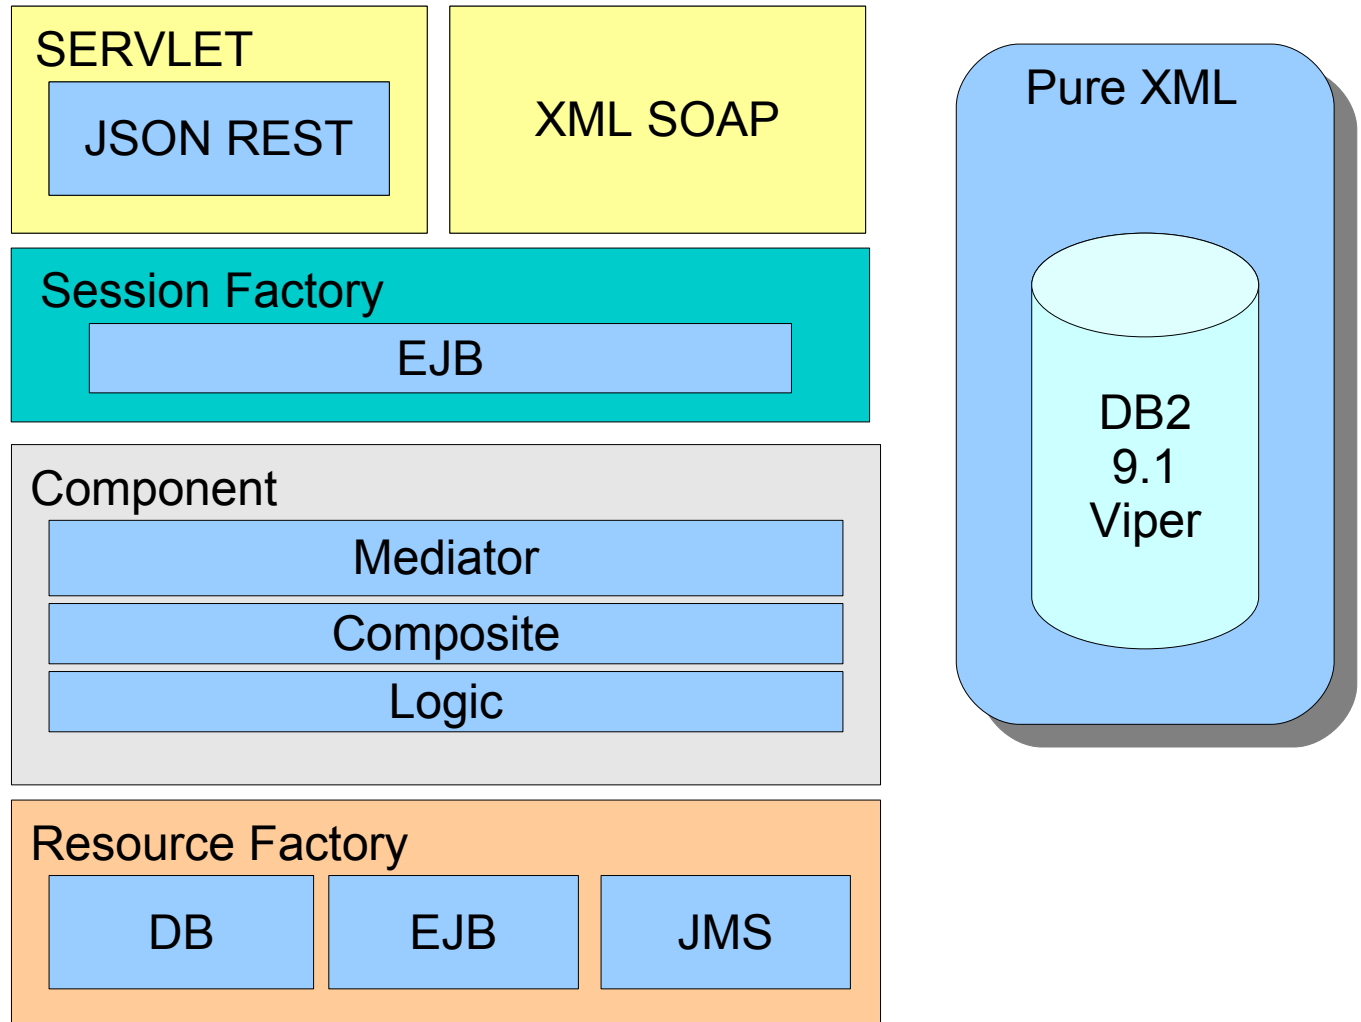 SERVLET
JSON REST
XML SOAP
Session Factory
EJB
Component
Mediator
Composite
Logic
Resource Factory
DB
EJB
JMS
Pure XML
DB2
9.1
Viper